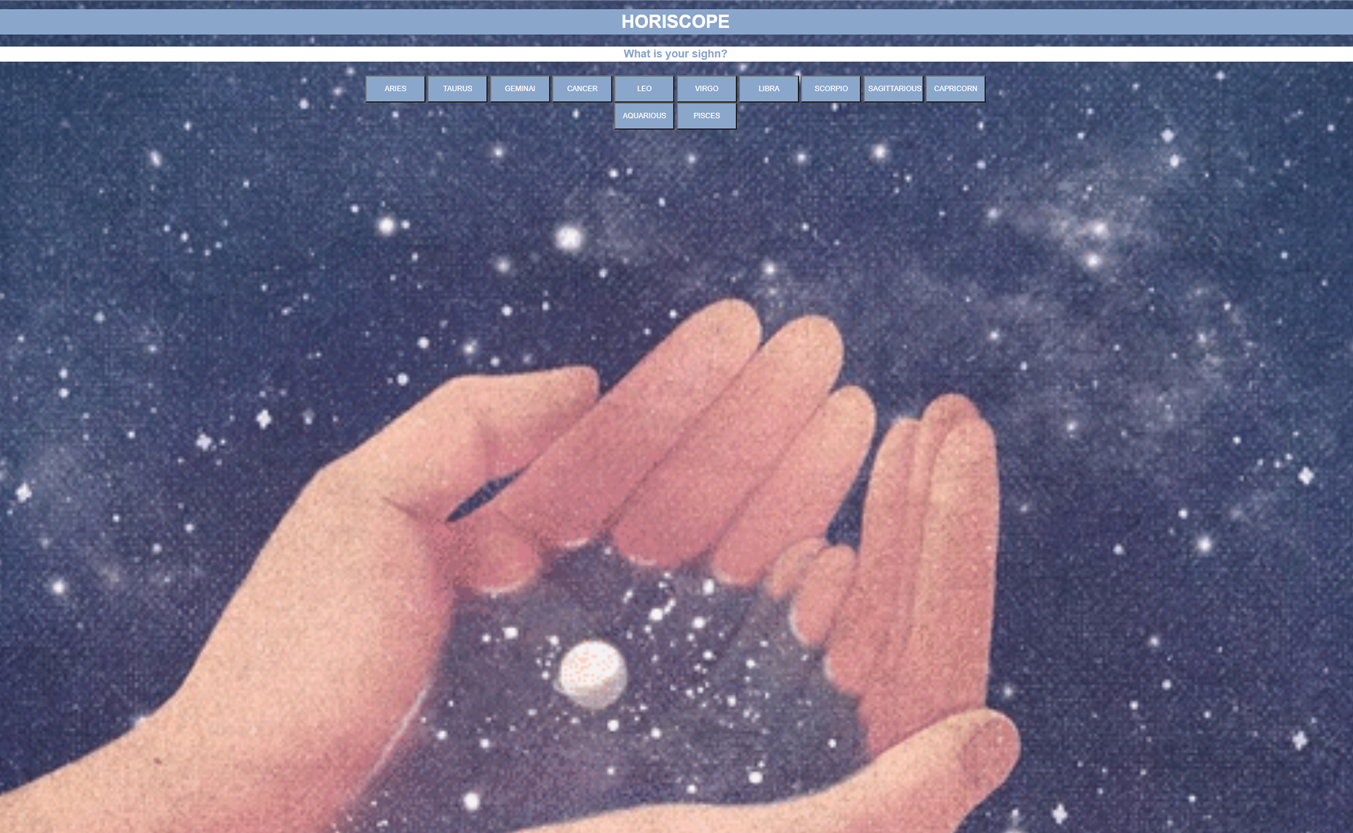 HORISCOPE
What is your sighn?
ARIES TAURUS GEMINAI CANCER LEO VIRGO LIBRA SCORPIO SAGITTARIOUS CAPRICORN
AQUARIOUS PISCES